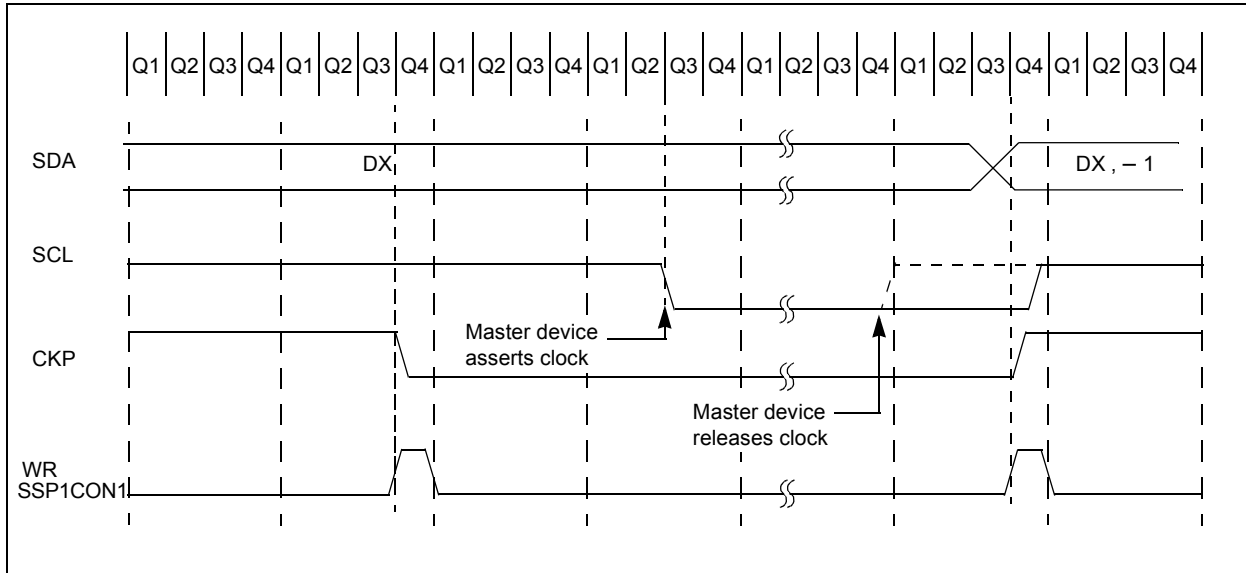 Q1 Q2 Q3 Q4 Q1 Q2 Q3 Q4 Q1 Q2 Q3 Q4 Q1 Q2 Q3 Q4 Q1 Q2 Q3 Q4 Q1 Q2 Q3 Q4 Q1 Q2 Q3 Q4
SDA
DX
DX , – 1
SCL
Master device
asserts clock
CKP
Master device
releases clock
WR
SSP1CON1